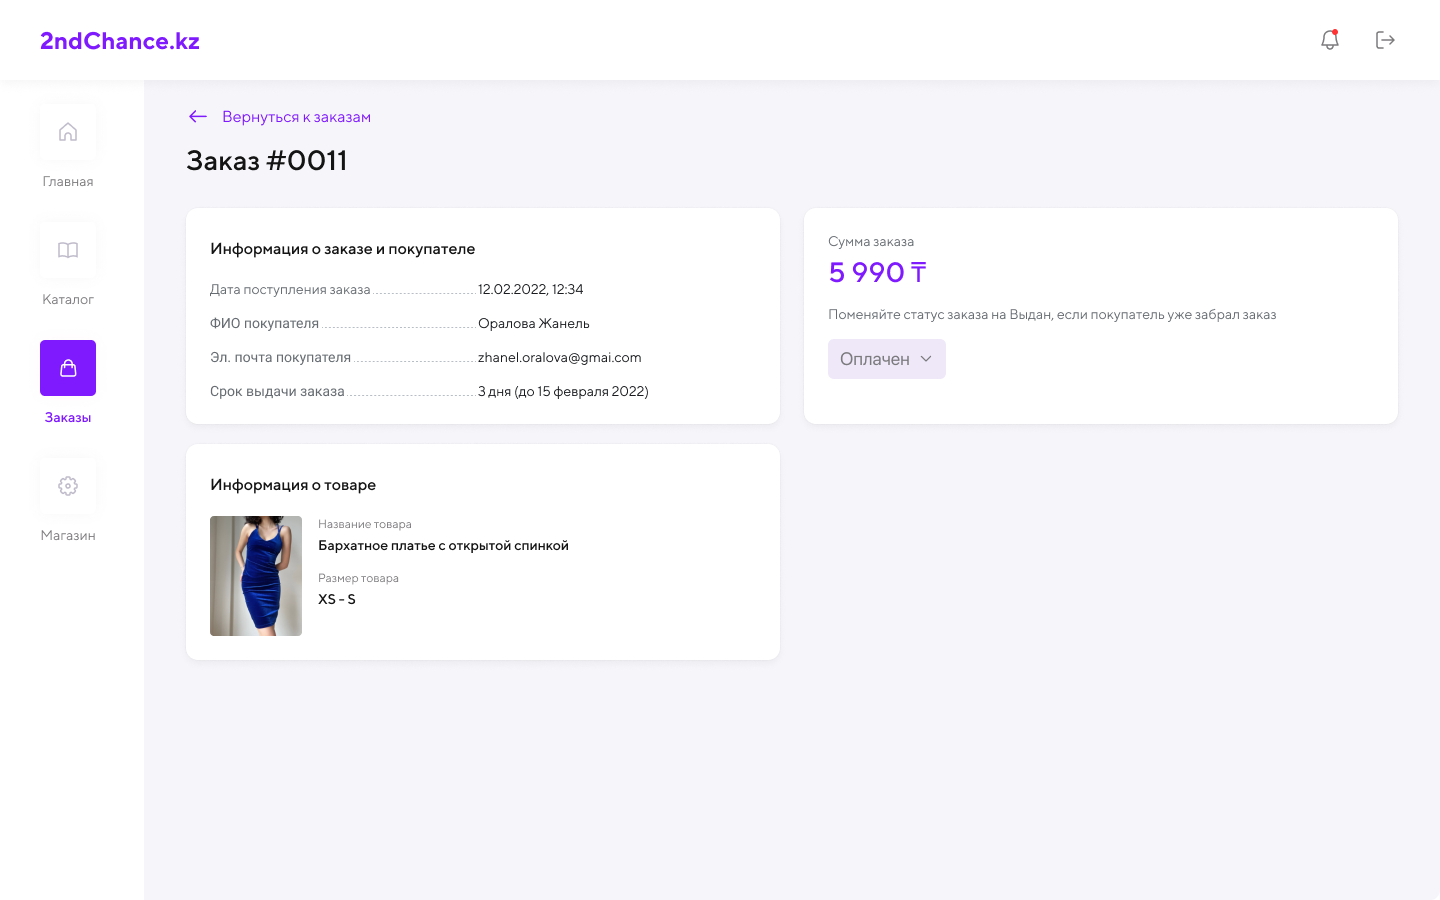 2ndChance.kz
Главная
Каталог
Заказы
Магазин
Вернуться к заказам
Заказ #0011
Информация о заказе и покупателе
Дата поступления заказа 12.02.2022, 12:34
ФИО покупателя Оралова Жанель
Эл. почта покупателя zhanel.oralova@gmai.com
Срок выдачи заказа 3 дня (до 15 февраля 2022)
Сумма заказа
5 990 ₸
Поменяйте статус заказа на Выдан, если покупатель уже забрал заказ
Оплачен
Информация о товаре
Название товара
Бархатное платье с открытой спинкой
Размер товара
XS - S